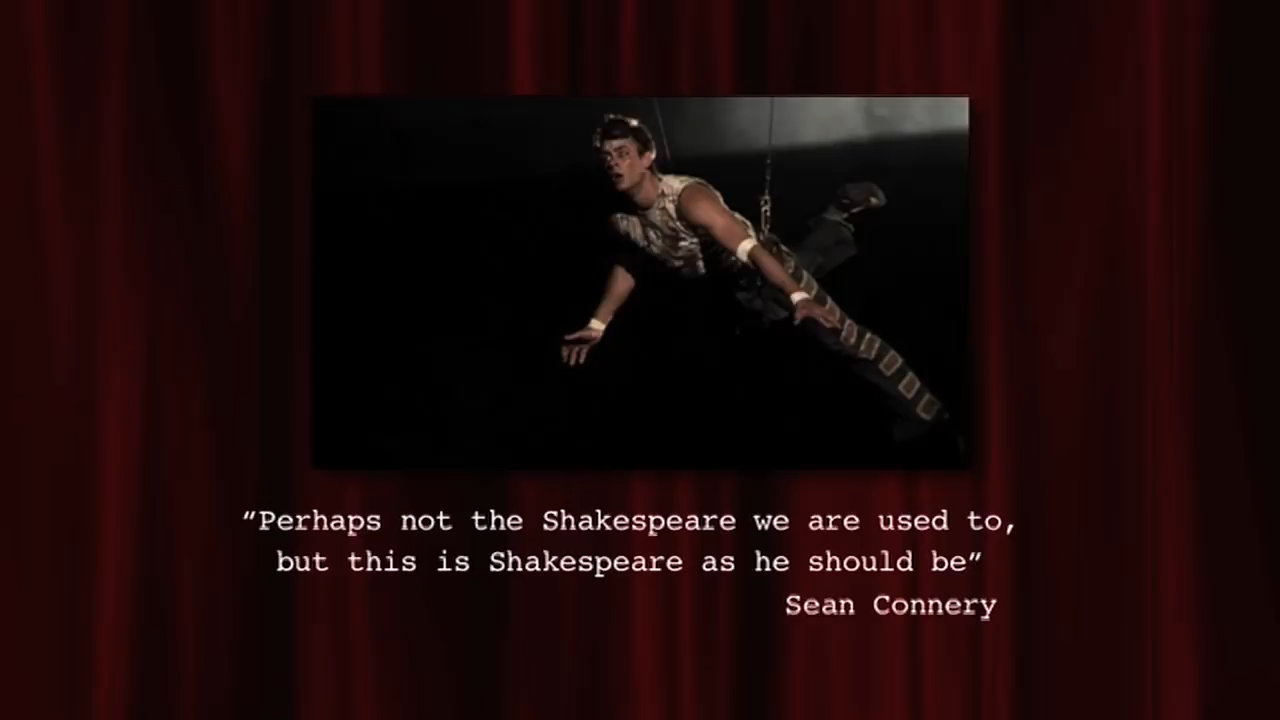 “Perhaps not the Shakespeare we are used to,
but this is Shakespeare as he should be”
Sean Connery